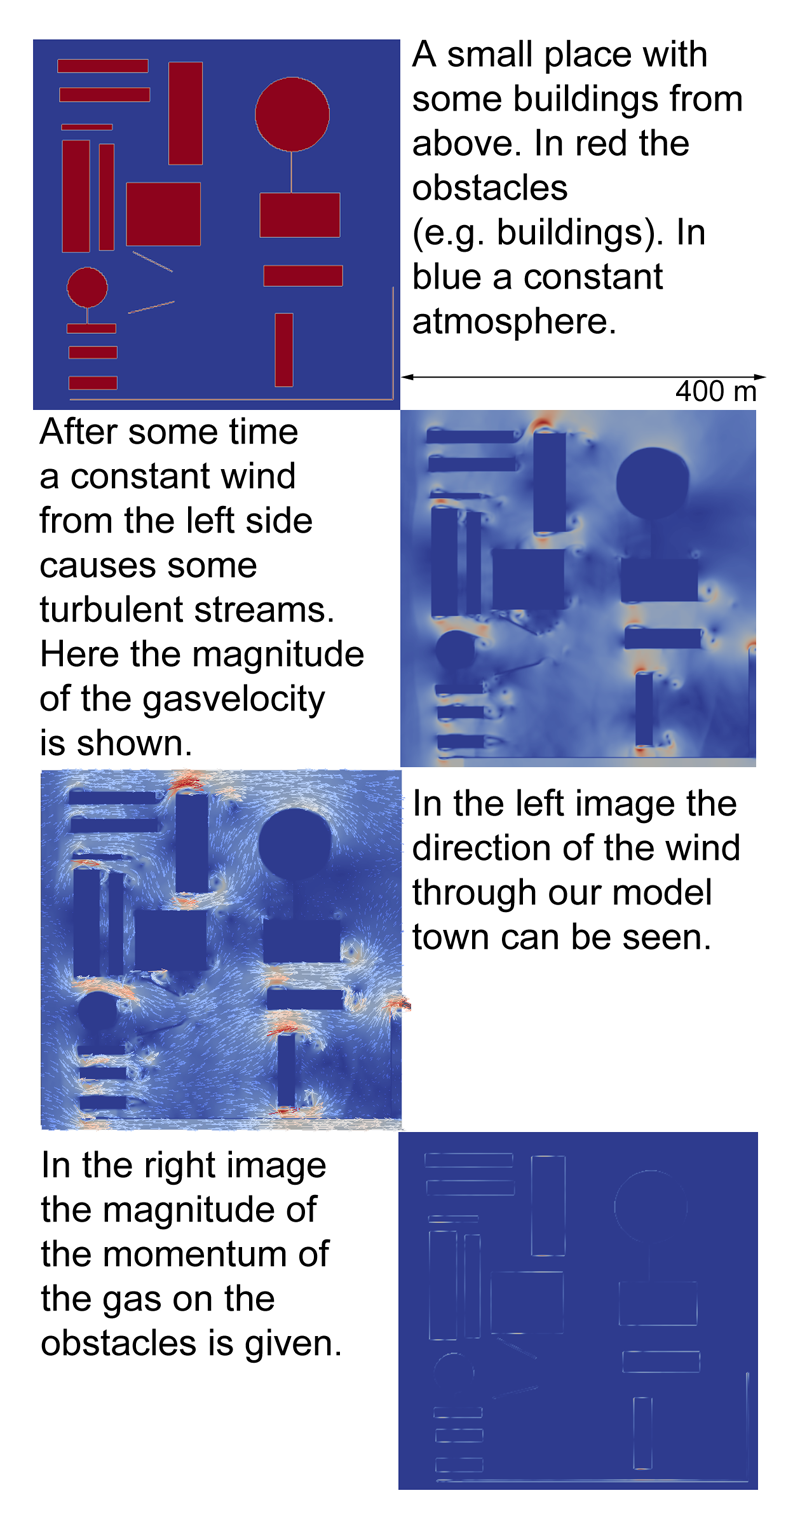 A small place with
some buildings from
above. In red the
obstacles
(e.g. buildings). In
blue a constant
atmosphere.
400 m
After some time
a constant wind
from the left side
causes some
turbulent streams.
Here the magnitude
of the gasvelocity
is shown.
In the left image the
direction of the wind
through our model
town can be seen.
In the right image
the magnitude of
the momentum of
the gas on the
obstacles is given.